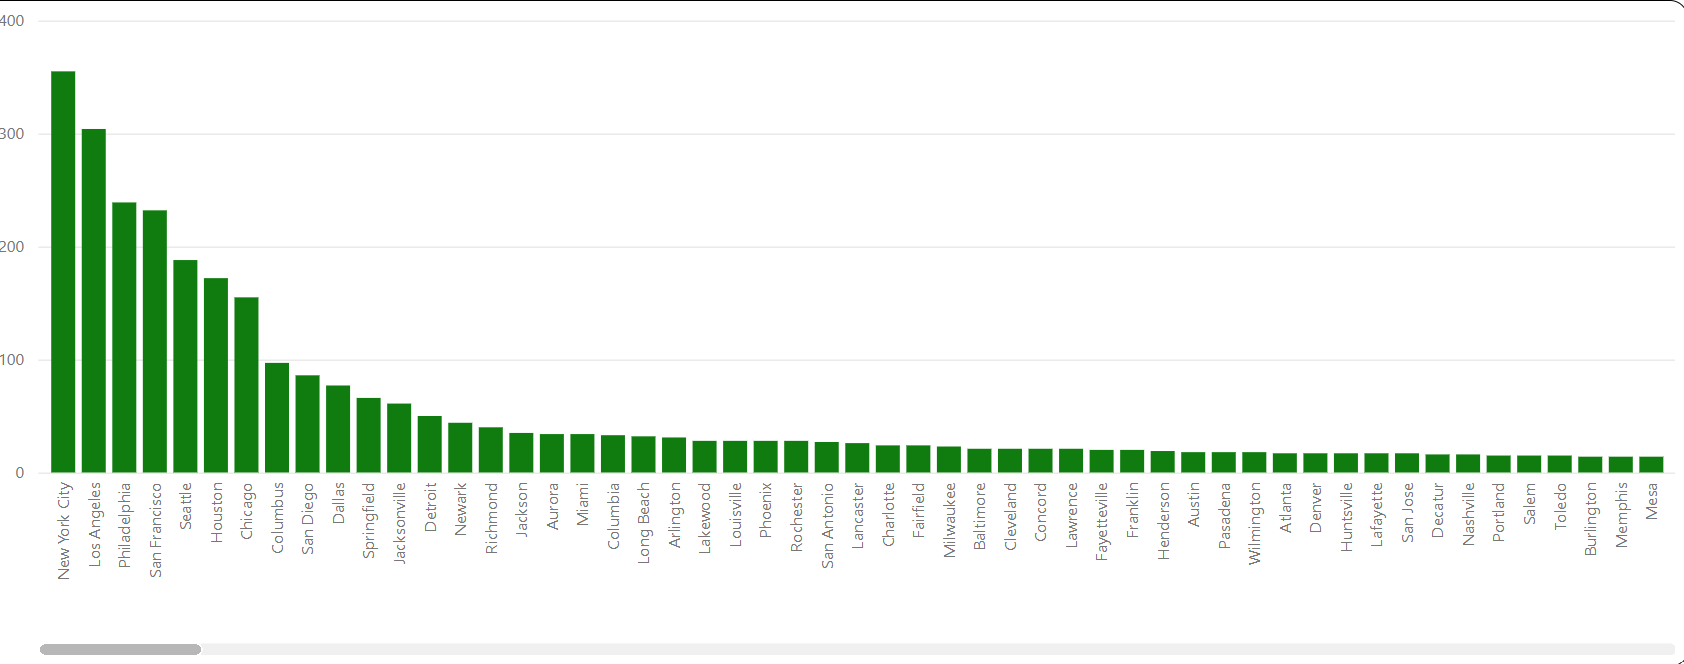 400
300
200
100
0
New York City
Los Angeles
Philadelphia
San Francisco
Seattle
Houston
Chicago
Columbus
San Diego
Dallas
Springfield
Jacksonville
Detroit
Newark
Richmond
Jackson
Aurora
Miami
Columbia
Long Beach
Arlington
Lakewood
Louisville
Phoenix
Rochester
San Antonio
Lancaster
Charlotte
Fairfield
Milwaukee
Baltimore
Cleveland
Concord
Lawrence
Fayetteville
Franklin
Henderson
Austin
Pasadena
Wilmington
Atlanta
Denver
Huntsville
Lafayette
San Jose
Decatur
Nashville
Portland
Salem
Toledo
Burlington
Memphis
Mesa